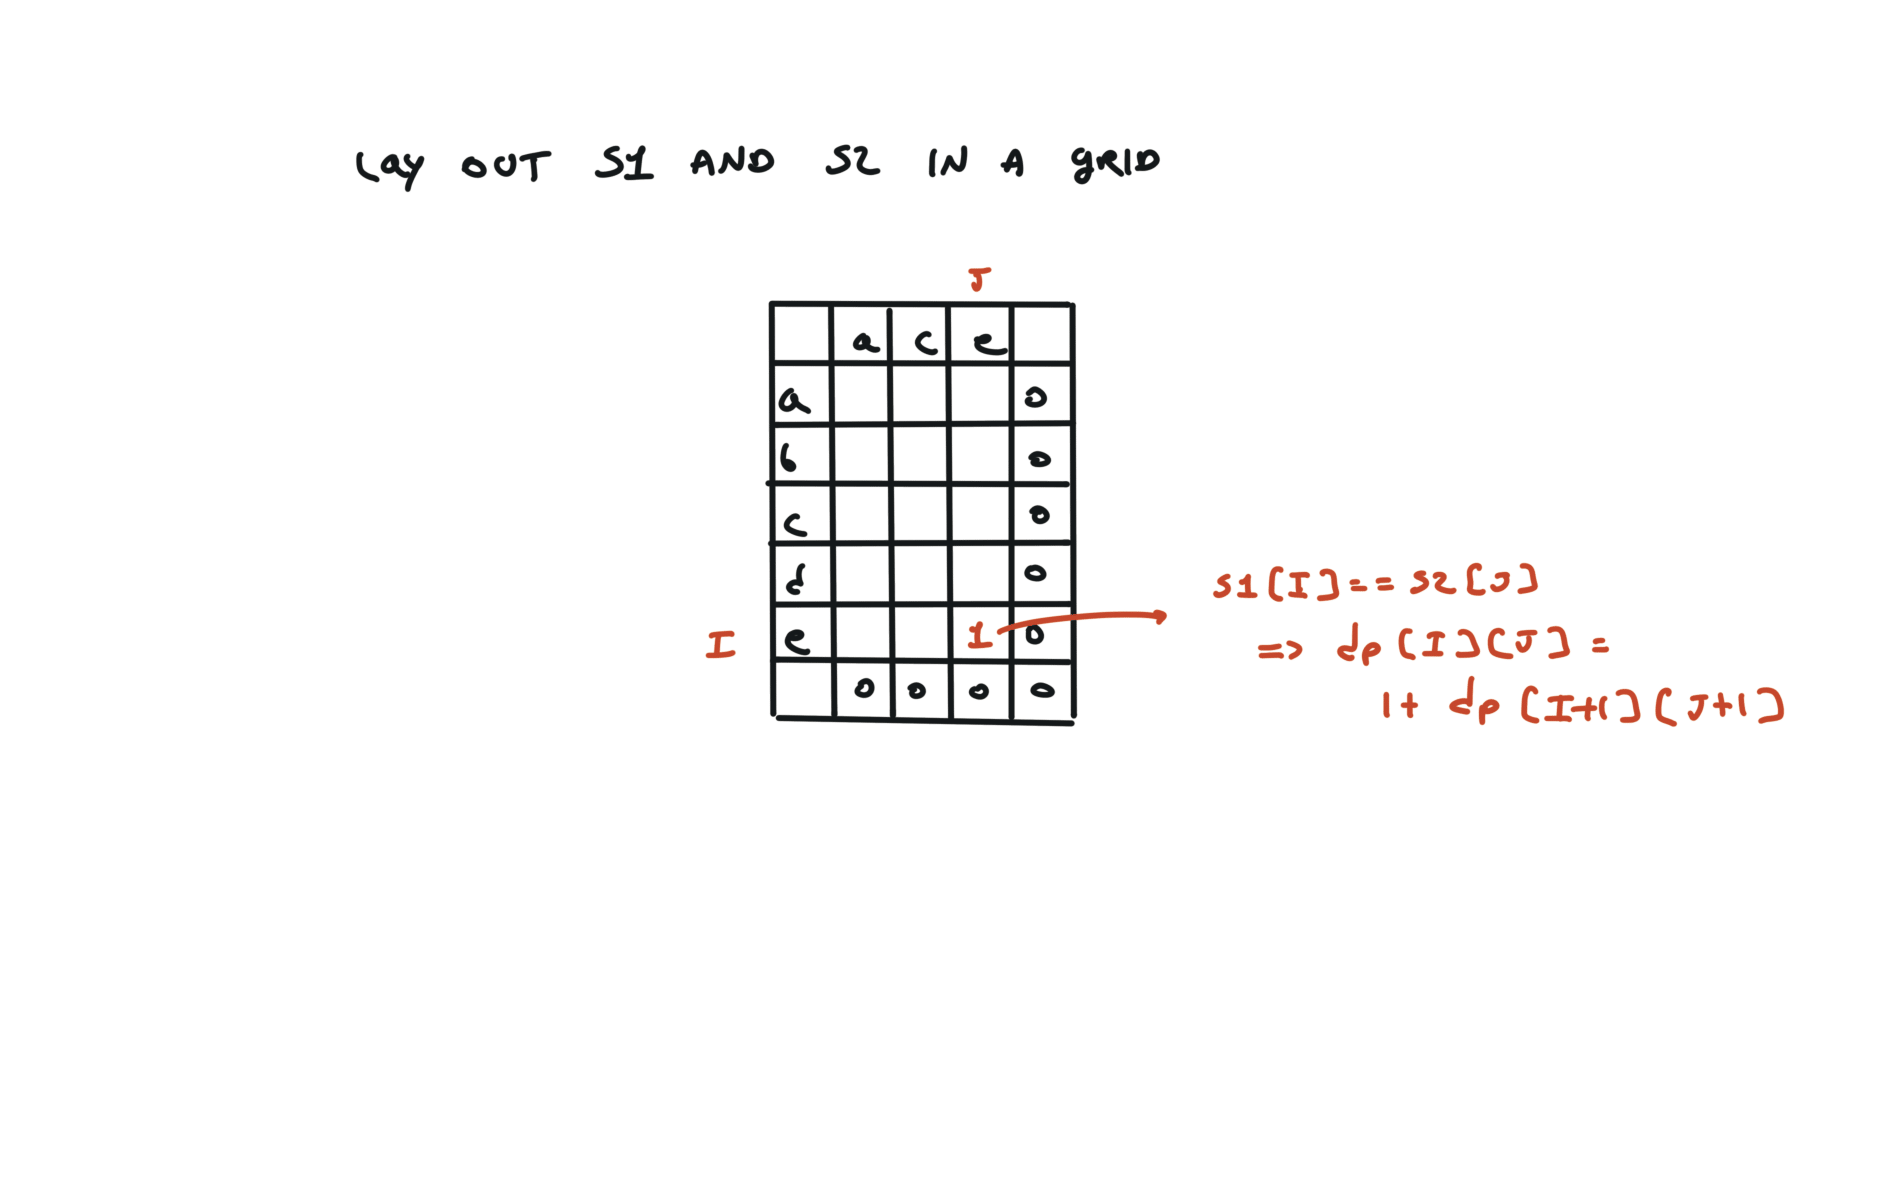 Lay OUT S1 AND S2 IN A GRID
J
a c e
a 0
b 0
c 0
d 0
I e 1 0
0 0 0 0
S1[I]==S2[J]
=> dp[I][J]=
1+ dp[I+1][J+1]